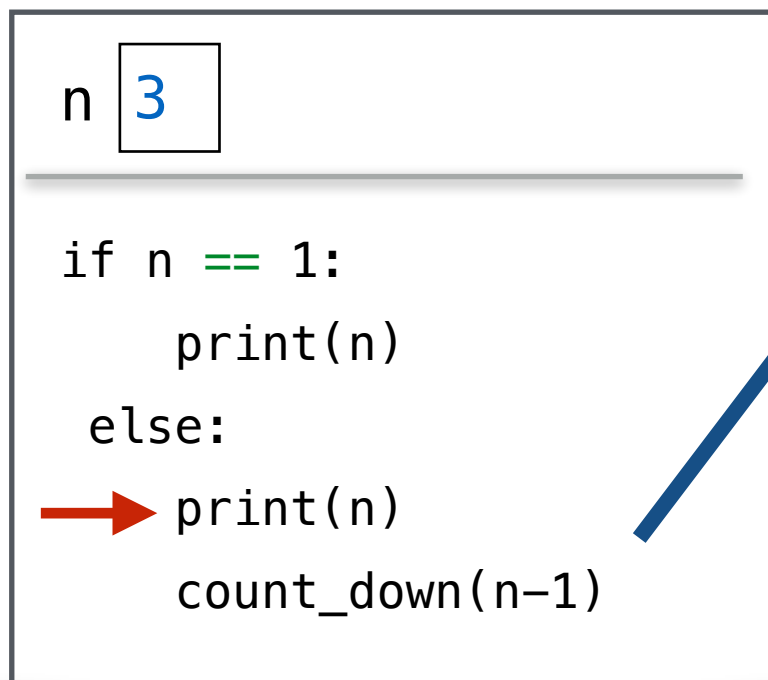 n 3
if n == 1:
    print(n)
 else:
    print(n)
    count_down(n-1)